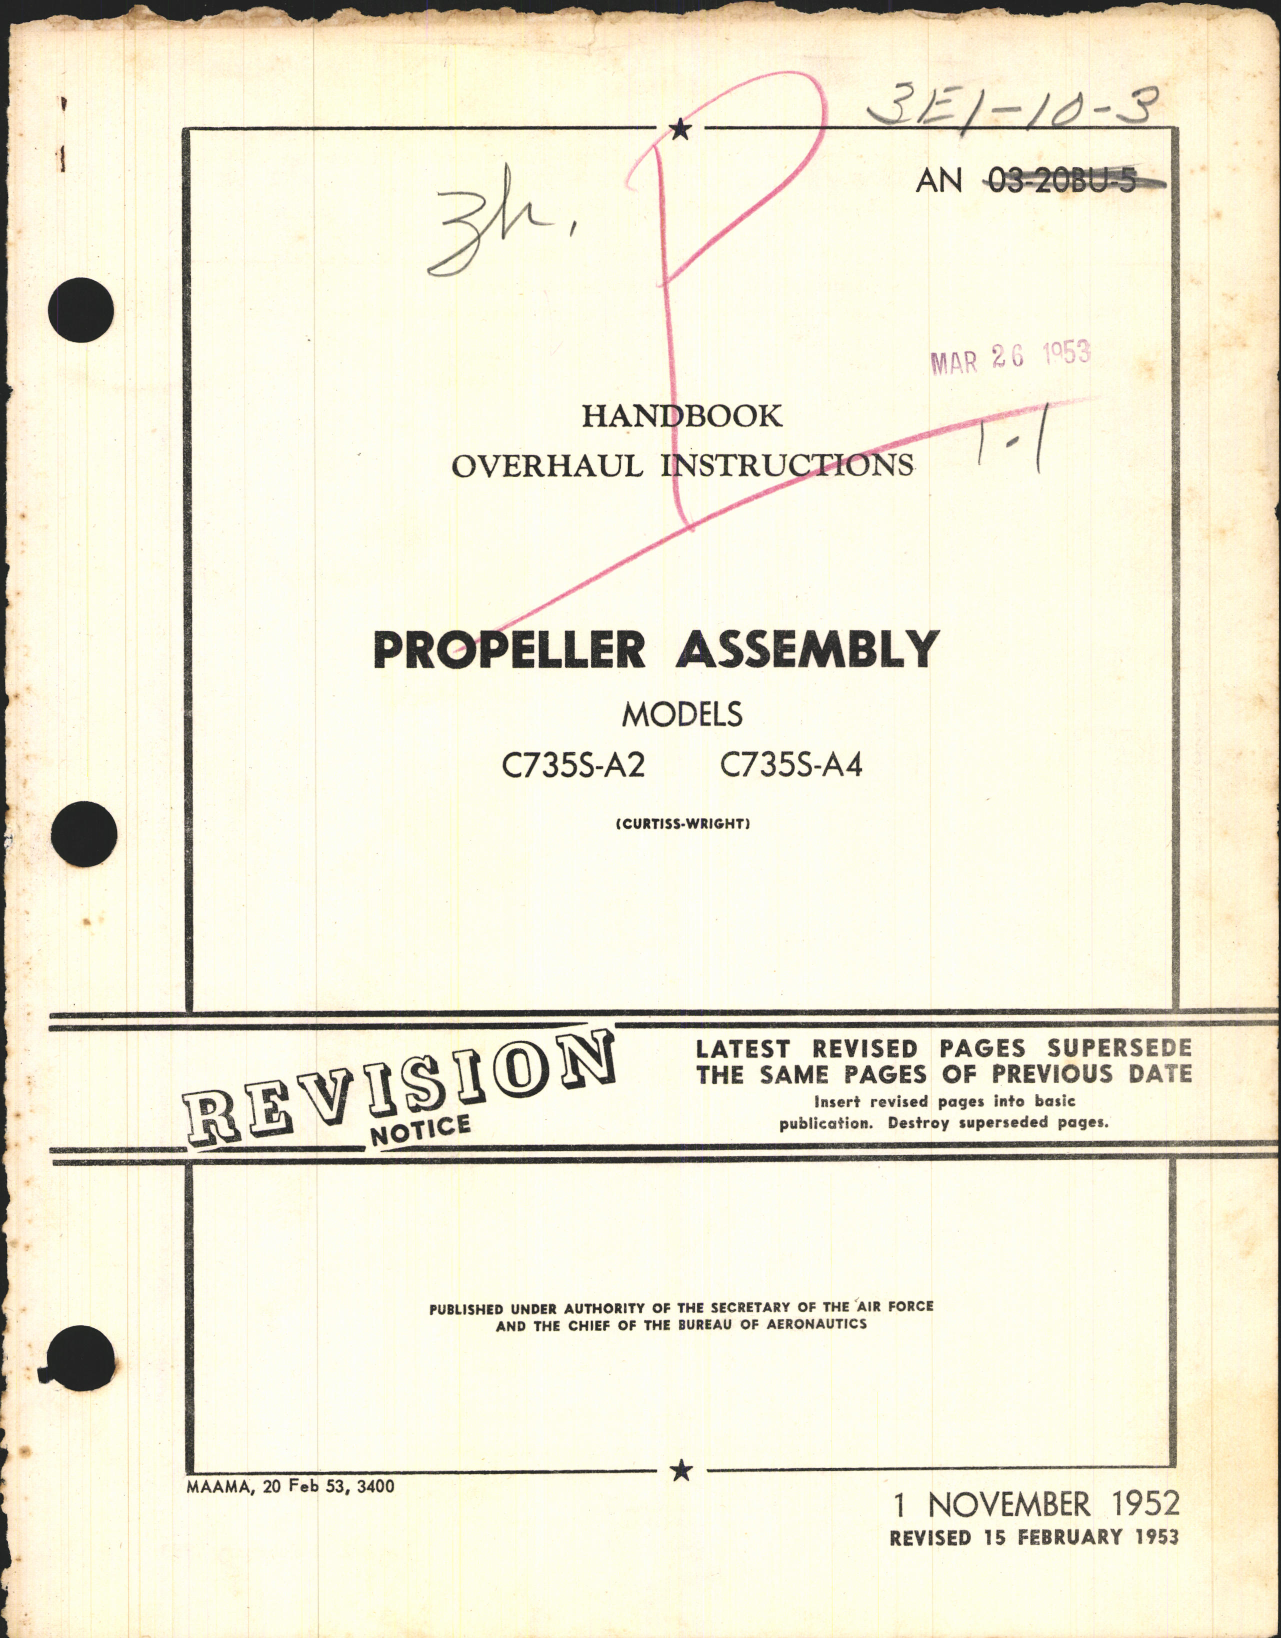 3E1-10-3
AN 03-20BU-5
zh.
P
MAR 26 1953
HANDBOOK
1-1
OVERHAUL INSTRUCTIONS
PROPELLER ASSEMBLY
MODELS
C735S-A2 C735S-A4
(CURTISS-WRIGHT)
REVISION
NOTICE
LATEST REVISED PAGES SUPERSEDE
THE SAME PAGES OF PREVIOUS DATE
Insert revised pages into basic
publication. Destroy superseded pages.
PUBLISHED UNDER AUTHORITY OF THE SECRETARY OF THE AIR FORCE
AND THE CHIEF OF THE BUREAU OF AERONAUTICS
MAAMA, 20 Feb 53, 3400
1 NOVEMBER 1952
REVISED 15 FEBRUARY 1953